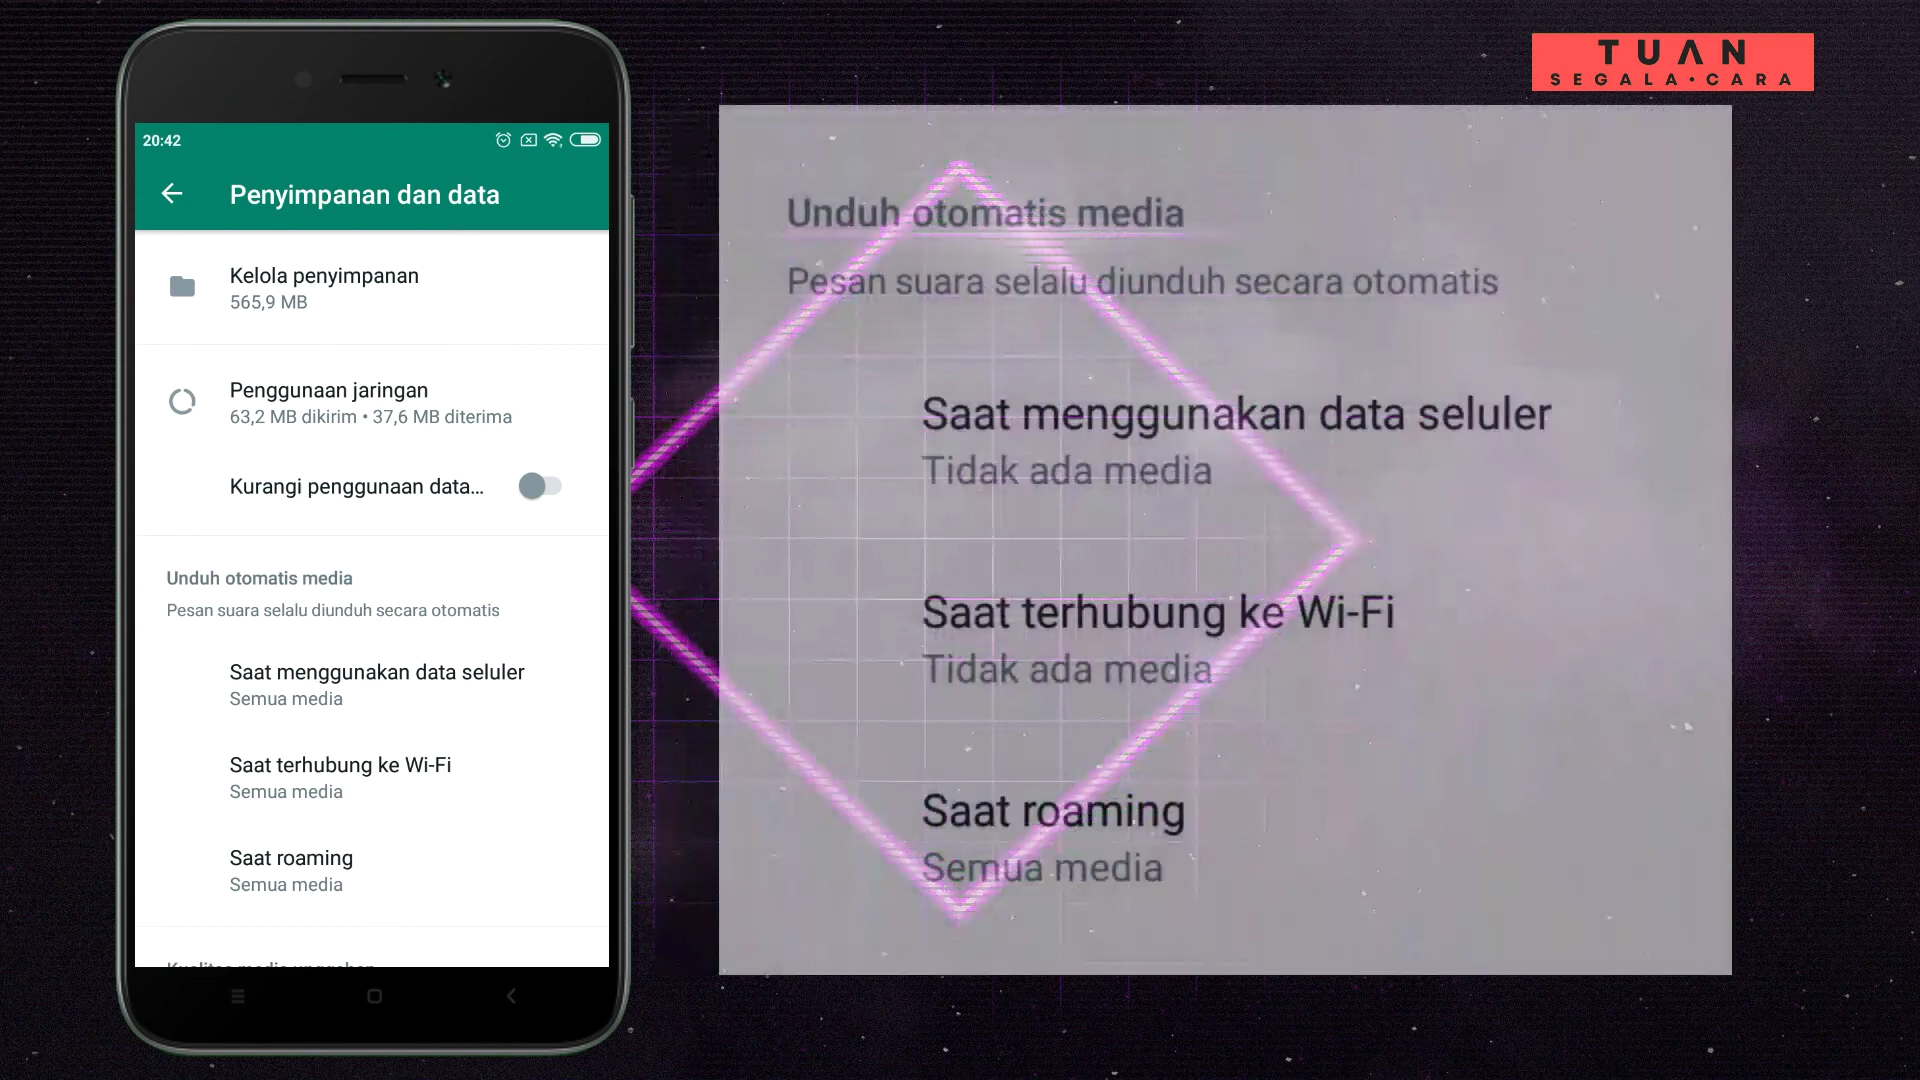 20:42
Penyimpanan dan data
Kelola penyimpanan
565,9 MB
Penggunaan jaringan
63,2 MB dikirim • 37,6 MB diterima
Kurangi penggunaan data...
Unduh otomatis media
Pesan suara selalu diunduh secara otomatis
Saat menggunakan data seluler
Semua media
Saat terhubung ke Wi-Fi
Semua media
Saat roaming
Semua media
TUAN
SEGALA•CARA
Unduh otomatis media
Pesan suara selalu diunduh secara otomatis
Saat menggunakan data seluler
Tidak ada media
Saat terhubung ke Wi-Fi
Tidak ada media
Saat roaming
Semua media